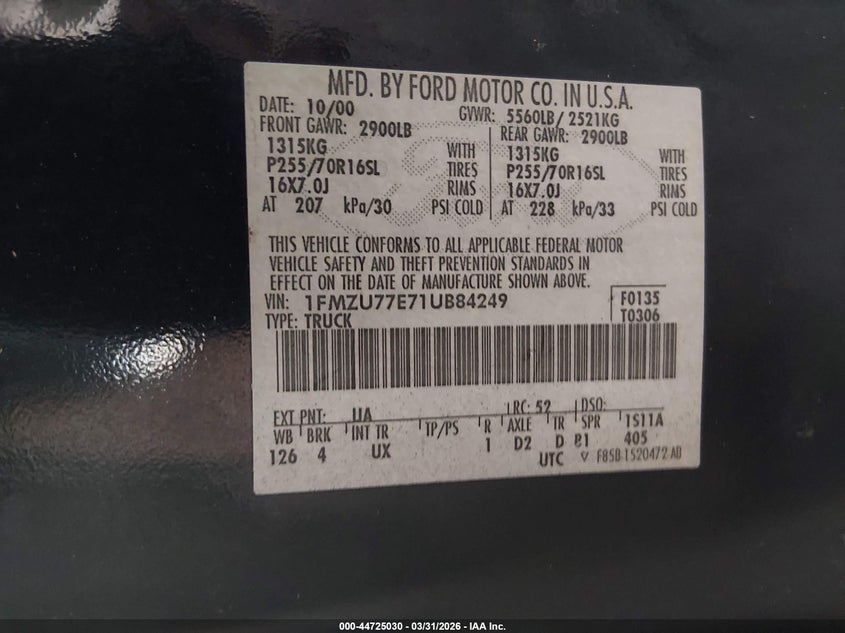 MFD. BY FORD MOTOR CO. IN U.S.A.
DATE: 10/00 GVWR: 5560LB/ 2521KG
FRONT GAWR: 2900LB REAR GAWR: 2900LB
1315KG WITH 1315KG WITH
P255/70R16SL TIRES P255/70R16SL TIRES
16X7.0J RIMS 16X7.0J RIMS
AT 207 kPa/30 PSI COLD AT 228 kPa/33 PSI COLD
THIS VEHICLE CONFORMS TO ALL APPLICABLE FEDERAL MOTOR
VEHICLE SAFETY AND THEFT PREVENTION STANDARDS IN
EFFECT ON THE DATE OF MANUFACTURE SHOWN ABOVE.
VIN: 1FMZU77E71UB84249 F0135
TYPE: TRUCK T0306
EXT PNT: UA RC: 52 DSO:
WB BRK INT TR TP/PS R AXLE TR SPR 1S11A
126 4 UX 1 D2 D 405
UTC F85B 1520472 AB
000-44725030 - 03/31/2026 - IAA Inc.